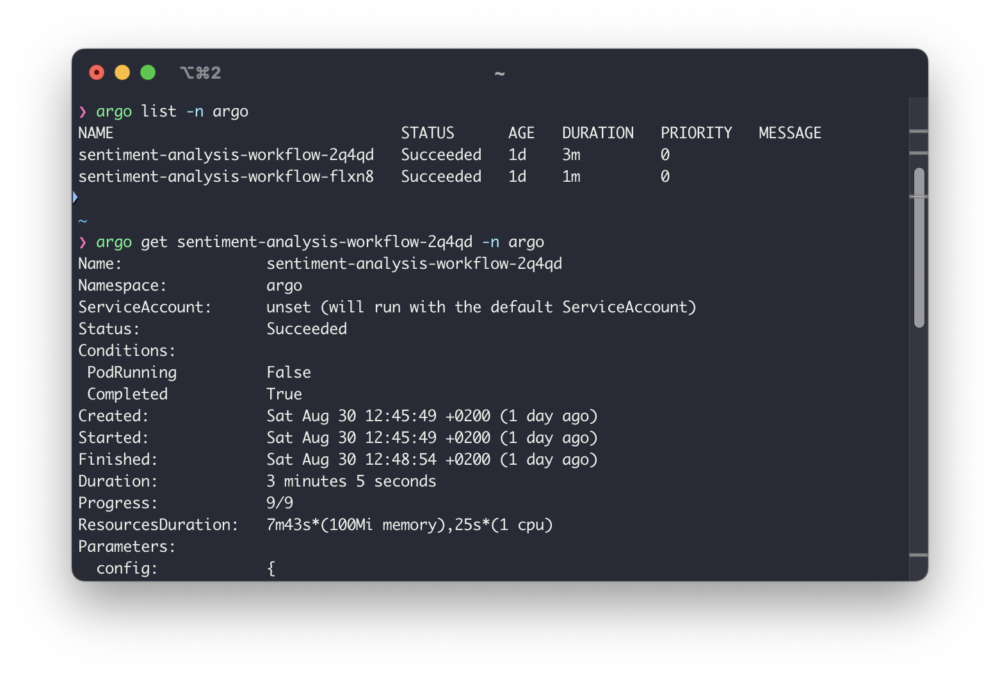 ⌥⌘2
~
❯ argo list -n argo
NAME                                STATUS      AGE   DURATION   PRIORITY   MESSAGE
sentiment-analysis-workflow-2q4qd   Succeeded   1d    3m         0
sentiment-analysis-workflow-flxn8   Succeeded   1d    1m         0
~
❯ argo get sentiment-analysis-workflow-2q4qd -n argo
Name:                sentiment-analysis-workflow-2q4qd
Namespace:           argo
ServiceAccount:      unset (will run with the default ServiceAccount)
Status:              Succeeded
Conditions:
 PodRunning          False
 Completed           True
Created:             Sat Aug 30 12:45:49 +0200 (1 day ago)
Started:             Sat Aug 30 12:45:49 +0200 (1 day ago)
Finished:            Sat Aug 30 12:48:54 +0200 (1 day ago)
Duration:            3 minutes 5 seconds
Progress:            9/9
ResourcesDuration:   7m43s*(100Mi memory),25s*(1 cpu)
Parameters:
  config:            {